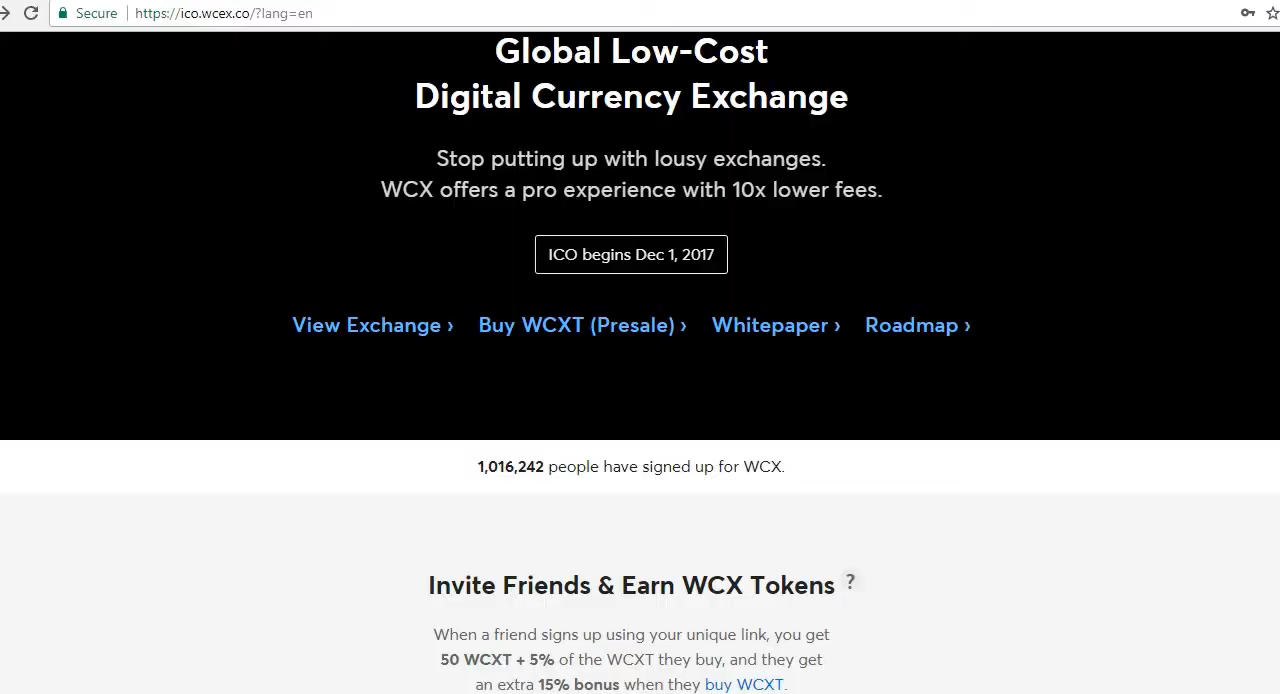 Secure https://ico.wcex.co/?lang=en
Global Low-Cost
Digital Currency Exchange
Stop putting up with lousy exchanges.
WCX offers a pro experience with 10x lower fees.
ICO begins Dec 1, 2017
View Exchange › Buy WCXT (Presale) › Whitepaper › Roadmap ›
1,016,242 people have signed up for WCX.
Invite Friends & Earn WCX Tokens ?
When a friend signs up using your unique link, you get
50 WCXT + 5% of the WCXT they buy, and they get
an extra 15% bonus when they buy WCXT.